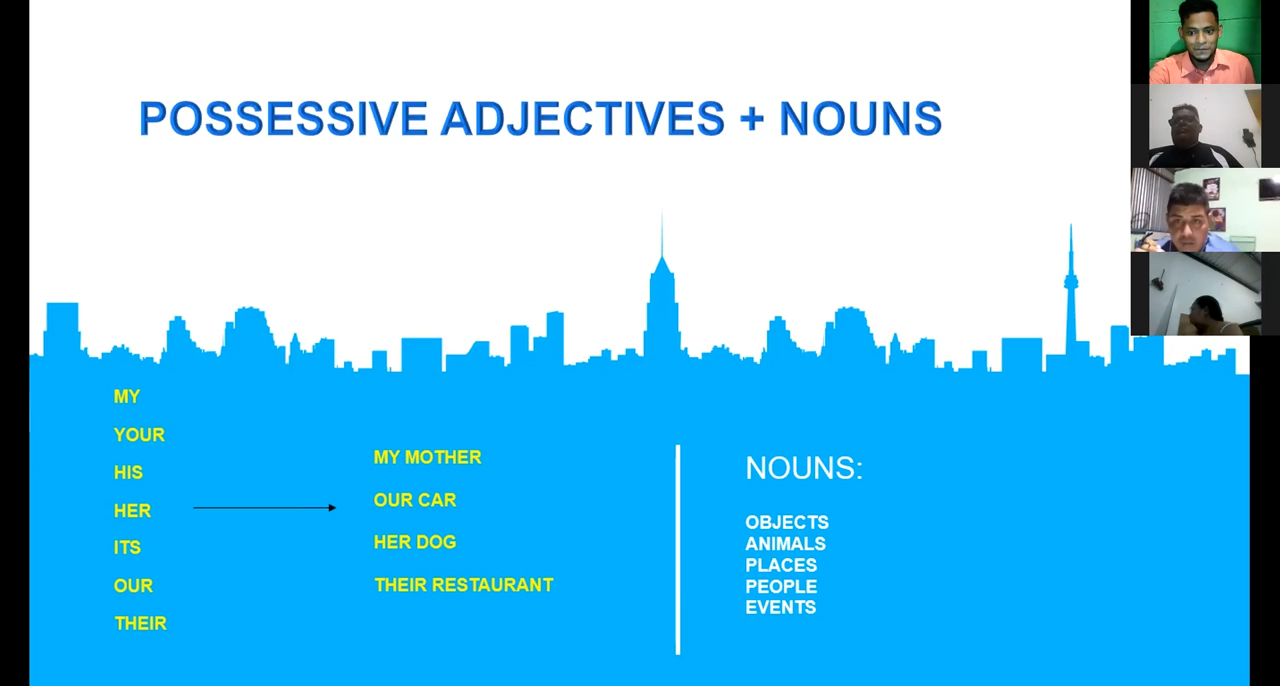 POSSESSIVE ADJECTIVES + NOUNS
MY
YOUR
HIS
HER
ITS
OUR
THEIR
MY MOTHER
OUR CAR
HER DOG
THEIR RESTAURANT
NOUNS:
OBJECTS
ANIMALS
PLACES
PEOPLE
EVENTS